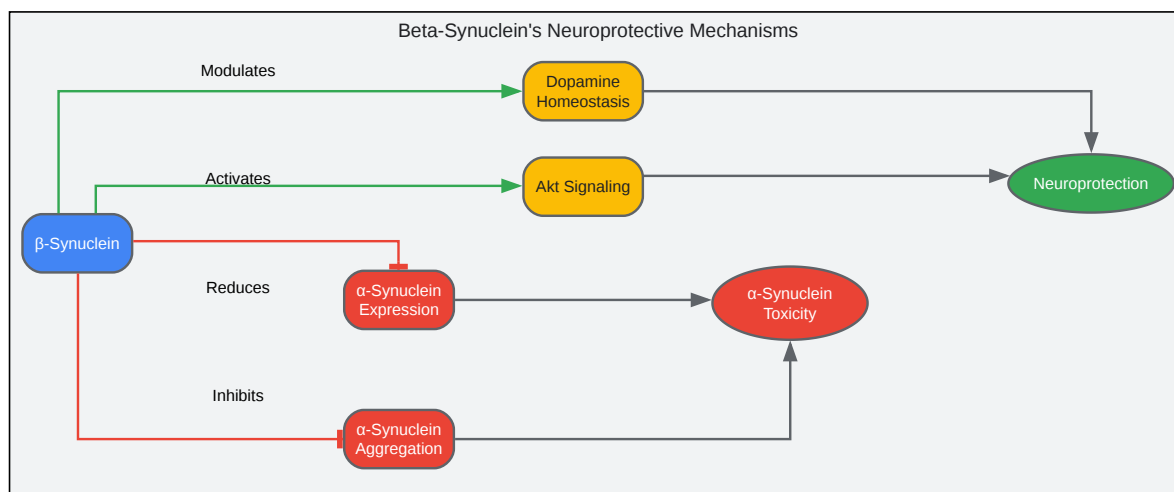 Beta-Synuclein's Neuroprotective Mechanisms
Modulates
Dopamine
Homeostasis
Activates
Akt Signaling
Neuroprotection
β-Synuclein
Reduces
α-Synuclein
Expression
α-Synuclein
Toxicity
Inhibits
α-Synuclein
Aggregation